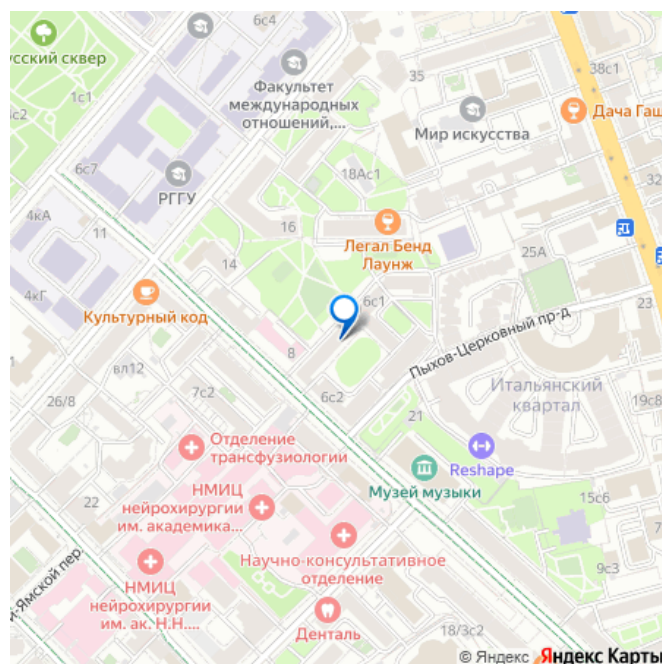 6с4
38с1
усский сквер
35
Факультет
международных
отношений,...
1с1
Дача Гаш
3с2
Мир искусства
6с7
18Ас1
РГГУ
4кА
16
11
Легал Бенд
Лаунж
25А
14
4кГ
6с1
23
Культурный код
Пыхов-Церковный пр-д
8
вл12
7с2
Итальянский
квартал
26/8
6с2
19с8
21
Отделение
трансфузиологии
Reshape
Музей музыки
НМИЦ
нейрохирургии
им. академика...
15с6
22
Научно-консультативное
отделение
й-Ямской пер.
НМИЦ
нейрохирургии
им. ак. Н.Н....
9с3
Денталь
18/3с2
© Яндекс Яндекс Карты